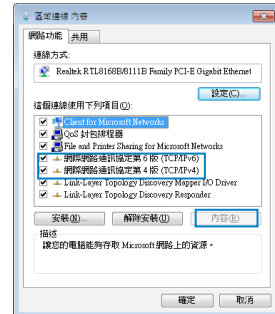 區域連線 內容
網路功能 共用
連線方式:
Realtek RTL8168B/8111B Family PCI-E Gigabit Ethernet
設定(C)...
這個連線使用下列項目(O):
Client for Microsoft Networks
QoS 封包排程器
File and Printer Sharing for Microsoft Networks
網際網路通訊協定第 6 版 (TCP/IPv6)
網際網路通訊協定第 4 版 (TCP/IPv4)
Link-Layer Topology Discovery Mapper I/O Driver
Link-Layer Topology Discovery Responder
安裝(N)... 解除安裝(U) 內容(R)
描述
讓您的電腦能夠存取 Microsoft 網路上的資源。
確定 取消